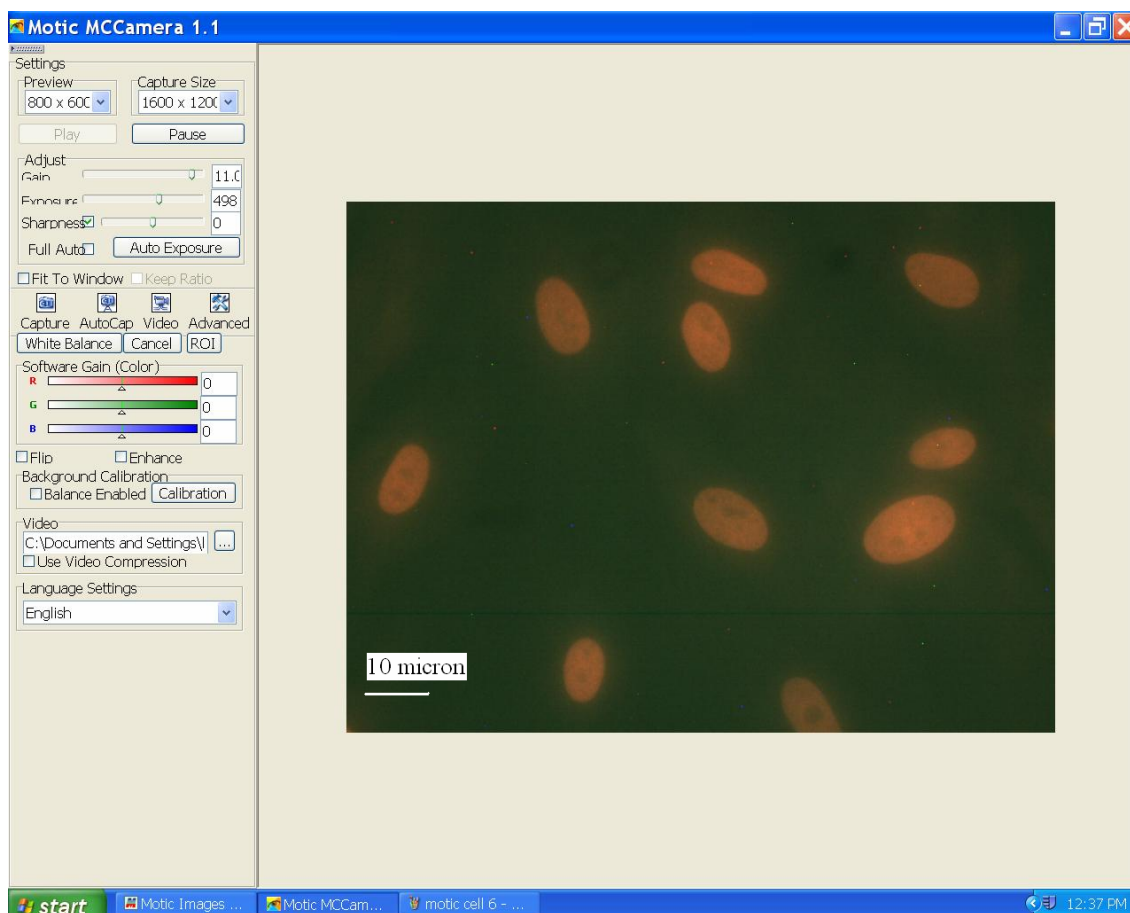 Motic MCCamera 1.1
Settings
Preview
Capture Size
800 x 600
1600 x 1200
Play
Pause
Adjust
Gain
11.0
Exposure
498
Sharpness
0
Full Auto
Auto Exposure
Fit To Window
Keep Ratio
Capture
AutoCap
Video
Advanced
White Balance
Cancel
ROI
Software Gain (Color)
R
0
G
0
B
0
Flip
Enhance
Background Calibration
Balance Enabled
Calibration
Video
C:\Documents and Settings\
...
Use Video Compression
Language Settings
English
10 micron
start
Motic Images ...
Motic MCCam...
motic cell 6 - ...
12:37 PM